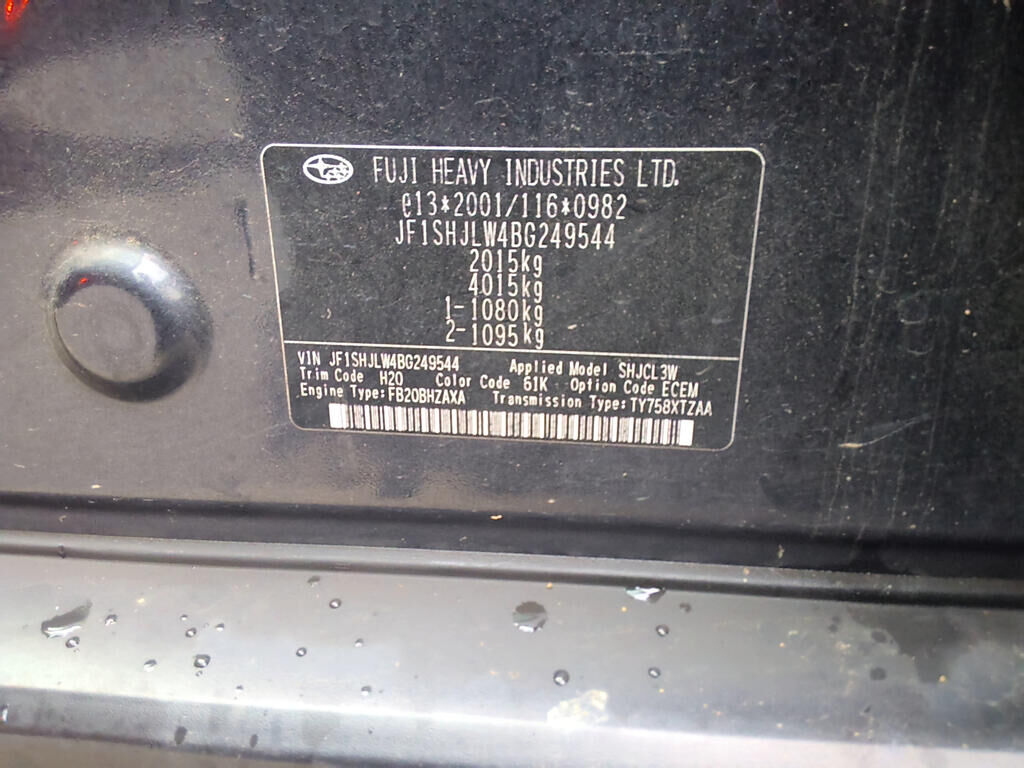 FUJI HEAVY INDUSTRIES LTD.
e13*2001/116*0982
JF1SHJLW4BG249544
2015kg
4015kg
1-1080kg
2-1095kg
VIN JF1SHJLW4BG249544 Applied Model SHJCL3W
Trim Code H20 Color Code 61K Option Code ECEM
Engine Type:FB20BHZAXA Transmission Type:TY758XTZAA